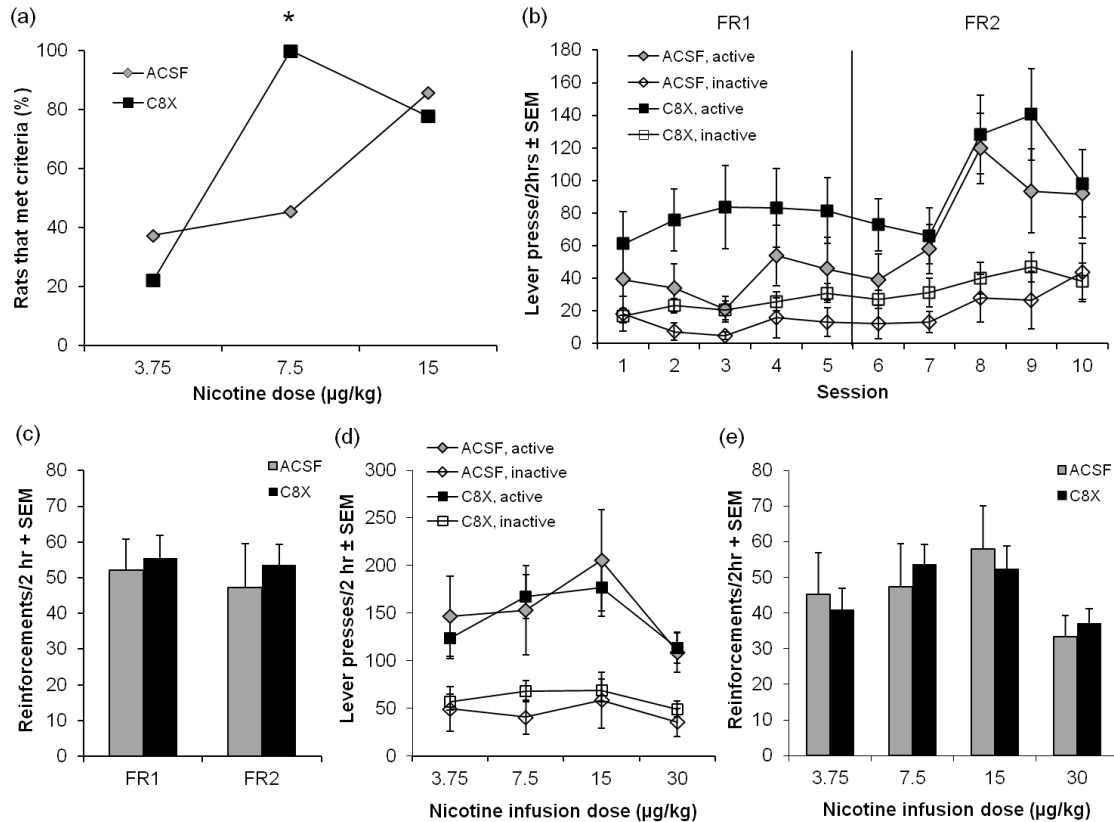 (a)
*
Rats that met criteria (%)
100
80
60
40
20
0
ACSF
C8X
3.75 7.5 15
Nicotine dose (µg/kg)
(b)
FR1 FR2
Lever presse/2hrs ± SEM
180
160
140
120
100
80
60
40
20
0
ACSF, active
ACSF, inactive
C8X, active
C8X, inactive
1 2 3 4 5 6 7 8 9 10
Session
(c)
Reinforcements/2 hr + SEM
80
70
60
50
40
30
20
10
0
ACSF
C8X
FR1 FR2
(d)
ACSF, active
ACSF, inactive
C8X, active
C8X, inactive
Lever presses/2 hr ± SEM
300
250
200
150
100
50
0
3.75 7.5 15 30
Nicotine infusion dose (µg/kg)
(e)
Reinforcements/2hr + SEM
80
70
60
50
40
30
20
10
0
ACSF
C8X
3.75 7.5 15 30
Nicotine infusion dose (µg/kg)